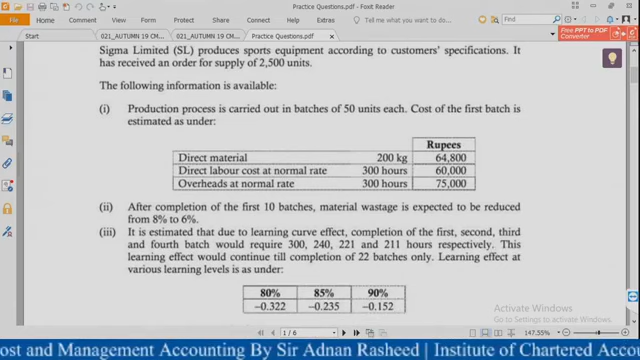 Practice Questions.pdf - Foxit Reader
FILE
Tell me what you want to do...
Find
Start
021_AUTUMN 19 CM
021_AUTUMN 19 CM
Practice Questions.pdf
Free PPT to PDF
Converter
Sigma Limited (SL) produces sports equipment according to customers' specifications. It
has received an order for supply of 2,500 units.
The following information is available:
(i) Production process is carried out in batches of 50 units each. Cost of the first batch is
estimated as under:
Rupees
Direct material 200 kg 64,800
Direct labour cost at normal rate 300 hours 60,000
Overheads at normal rate 300 hours 75,000
(ii) After completion of the first 10 batches, material wastage is expected to be reduced
from 8% to 6%.
(iii) It is estimated that due to learning curve effect, completion of the first, second, third
and fourth batch would require 300, 240, 221 and 211 hours respectively. This
learning effect would continue till completion of 22 batches only. Learning effect at
various learning levels is as under:
80% 85% 90%
–0.322 –0.235 –0.152
Activate Windows
Go to Settings to activate Windows.
1 / 6
147.55%
ost and Management Accounting By Sir Adnan Rasheed | Institute of Chartered Accou